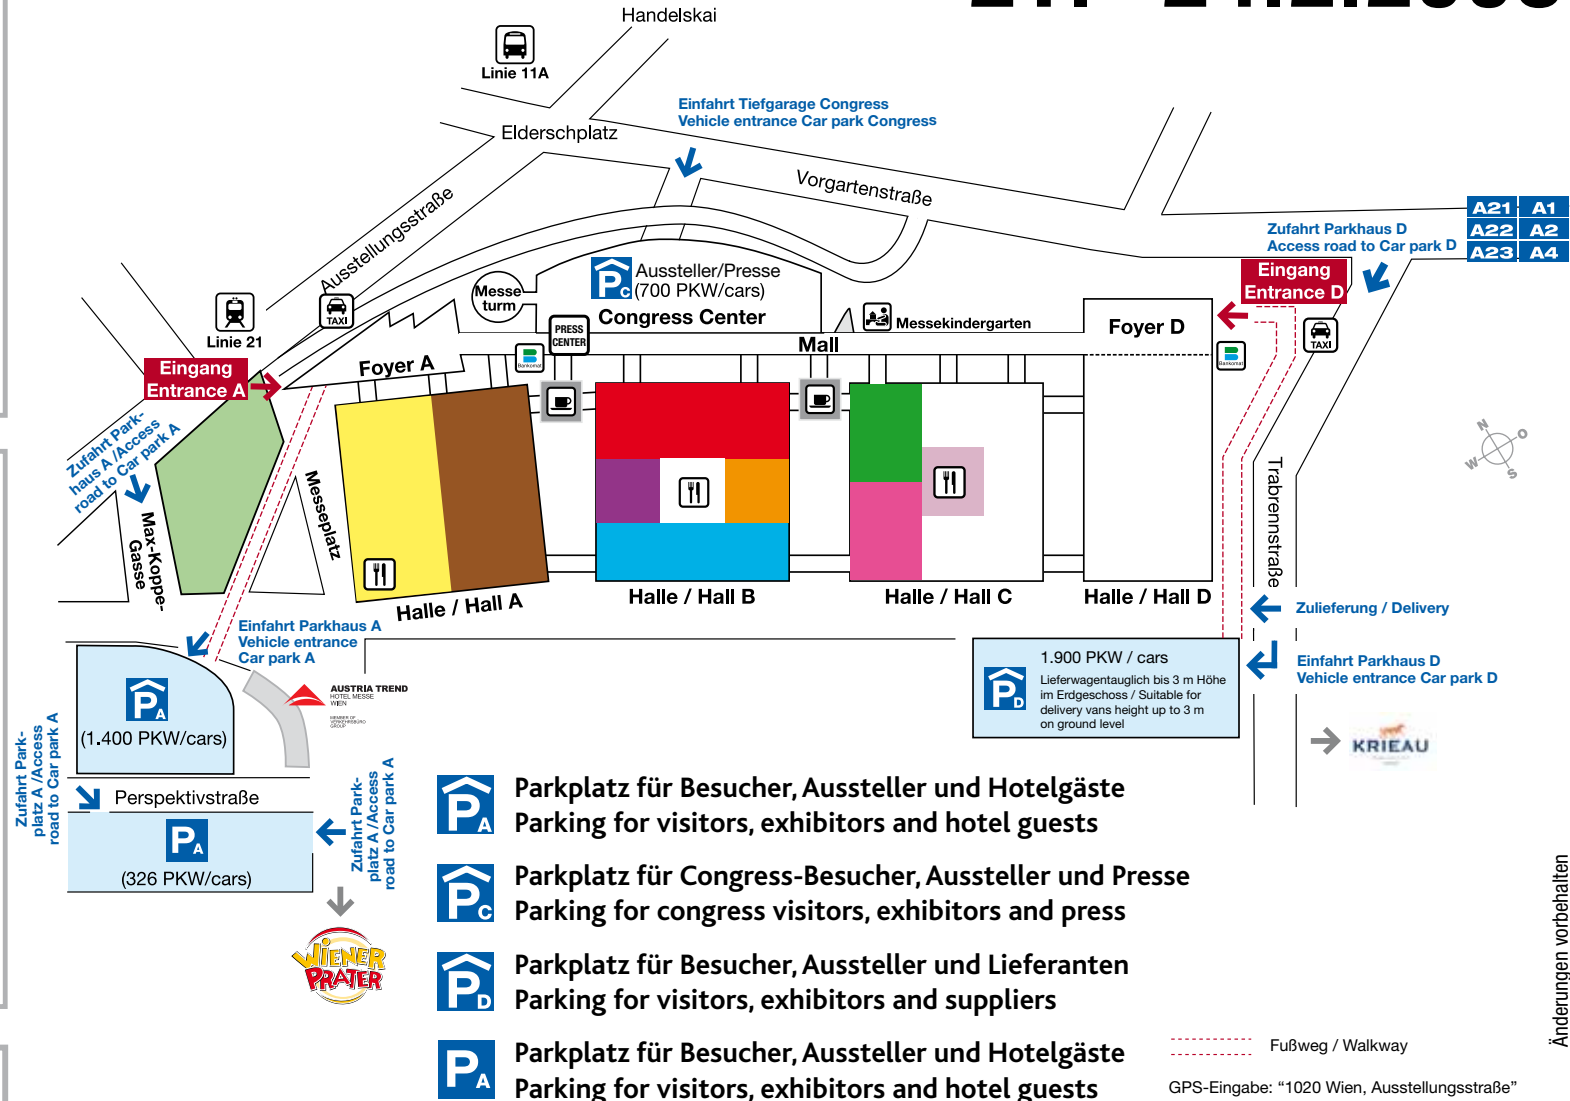 Handelskai
Linie 11A
Einfahrt Tiefgarage Congress
Vehicle entrance Car park Congress
Elderschplatz
Vorgartenstraße
Ausstellungsstraße
A21 A1
A22 A2
A23 A4
Zufahrt Parkhaus D
Access road to Car park D
Eingang
Entrance D
Messe
turm
P C
Aussteller/Presse
(700 PKW/cars)
Congress Center
TAXI
Linie 21
PRESS
CENTER
Messekindergarten
Foyer D
TAXI
Mall
Bankomat
Bankomat
Foyer A
Eingang
Entrance A
Zufahrt Park-
haus A /Access
road to Car park A
Max-Koppe-
Gasse
Messeplatz
N
O
W
S
Trabrennstraße
Halle / Hall A
Halle / Hall B
Halle / Hall C
Halle / Hall D
Zulieferung / Delivery
Einfahrt Parkhaus A
Vehicle entrance
Car park A
P A
(1.400 PKW/cars)
AUSTRIA TREND
HOTEL MESSE
WIEN
MEMBER OF
VERKEHRSBÜRO
GROUP
P D
1.900 PKW / cars
Lieferwagentauglich bis 3 m Höhe
im Erdgeschoss / Suitable for
delivery vans height up to 3 m
on ground level
Einfahrt Parkhaus D
Vehicle entrance Car park D
KRIEAU
Zufahrt Park-
platz A /Access
road to Car park A
Perspektivstraße
P A
(326 PKW/cars)
Zufahrt Park-
platz A /Access
road to Car park A
WIENER
PRATER
P A
Parkplatz für Besucher, Aussteller und Hotelgäste
Parking for visitors, exhibitors and hotel guests
P C
Parkplatz für Congress-Besucher, Aussteller und Presse
Parking for congress visitors, exhibitors and press
P D
Parkplatz für Besucher, Aussteller und Lieferanten
Parking for visitors, exhibitors and suppliers
P A
Parkplatz für Besucher, Aussteller und Hotelgäste
Parking for visitors, exhibitors and hotel guests
Fußweg / Walkway
GPS-Eingabe: “1020 Wien, Ausstellungsstraße”
Änderungen vorbehalten